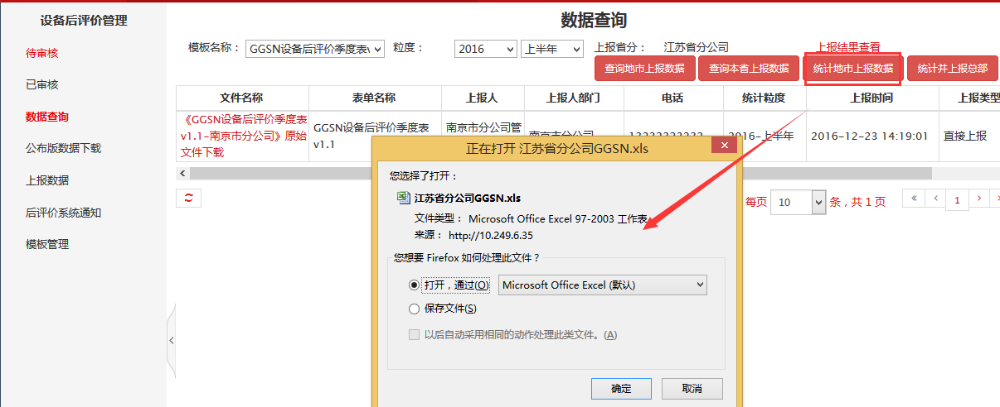 设备后评价管理
待审核
已审核
数据查询
公布版数据下载
上报数据
后评价系统通知
模板管理
数据查询
模板名称： GGSN设备后评价季度表v 粒度： 2016 上半年 上报省分： 江苏省分公司 上报结果查看
查询地市上报数据 查询本省上报数据 统计地市上报数据 统计并上报总部
文件名称 表单名称 上报人 上报人部门 电话 统计粒度 上报时间 上报类型
《GGSN设备后评价季度表
v1.1-南京市分公司》原始
文件下载
GGSN设备后评价季度表
v1.1
南京市分公司管
南京市分公司
13232323232
2016-上半年
2016-12-23 14:19:01
直接上报
每页 10 条，共 1 页
1
正在打开 江苏省分公司GGSN.xls
您选择了打开：
江苏省分公司GGSN.xls
文件类型： Microsoft Office Excel 97-2003 工作表
来源： http://10.249.6.35
您想要 Firefox 如何处理此文件？
打开，通过(O) Microsoft Office Excel (默认)
保存文件(S)
以后自动采用相同的动作处理此类文件。(A)
确定 取消